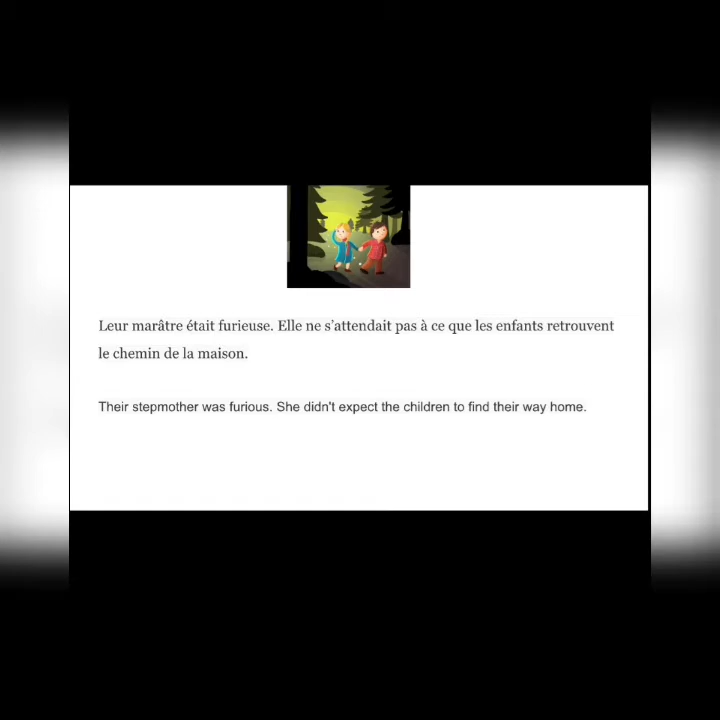 Leur marâtre était furieuse. Elle ne s’attendait pas à ce que les enfants retrouvent
le chemin de la maison.
Their stepmother was furious. She didn't expect the children to find their way home.